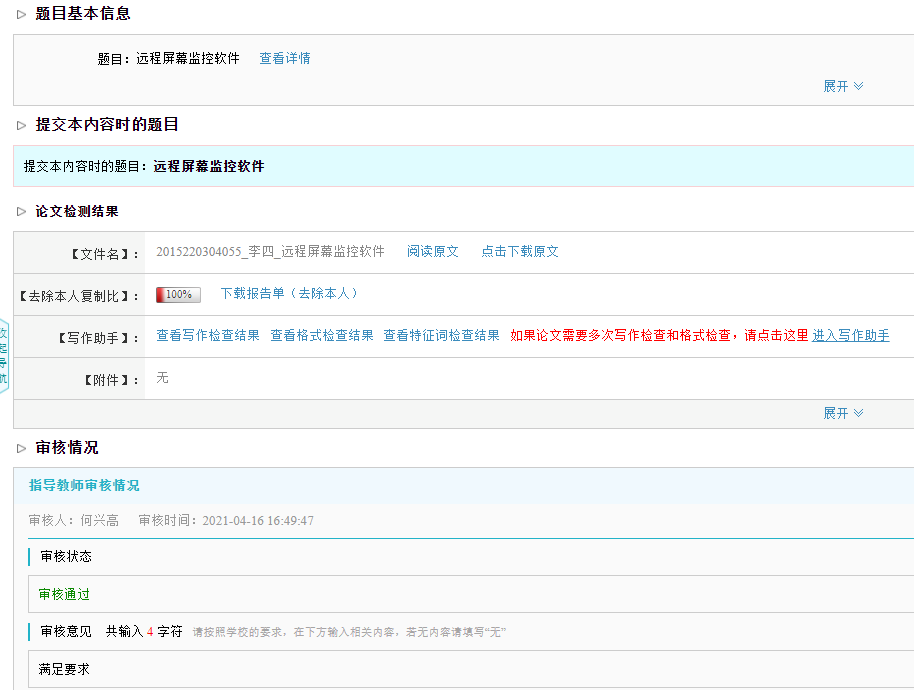 题目基本信息
题目：远程屏幕监控软件 查看详情
展开
提交本内容时的题目
提交本内容时的题目：远程屏幕监控软件
论文检测结果
【文件名】： 2015220304055_李四_远程屏幕监控软件 阅读原文 点击下载原文
【去除本人复制比】： 100% 下载报告单（去除本人）
【写作助手】： 查看写作检查结果 查看格式检查结果 查看特征词检查结果 如果论文需要多次写作检查和格式检查，请点击这里 进入写作助手
收起导航
【附件】： 无
展开
审核情况
指导教师审核情况
审核人：何兴高 审核时间：2021-04-16 16:49:47
审核状态
审核通过
审核意见 共输入 4 字符 请按照学校的要求，在下方输入相关内容，若无内容请填写“无”
满足要求